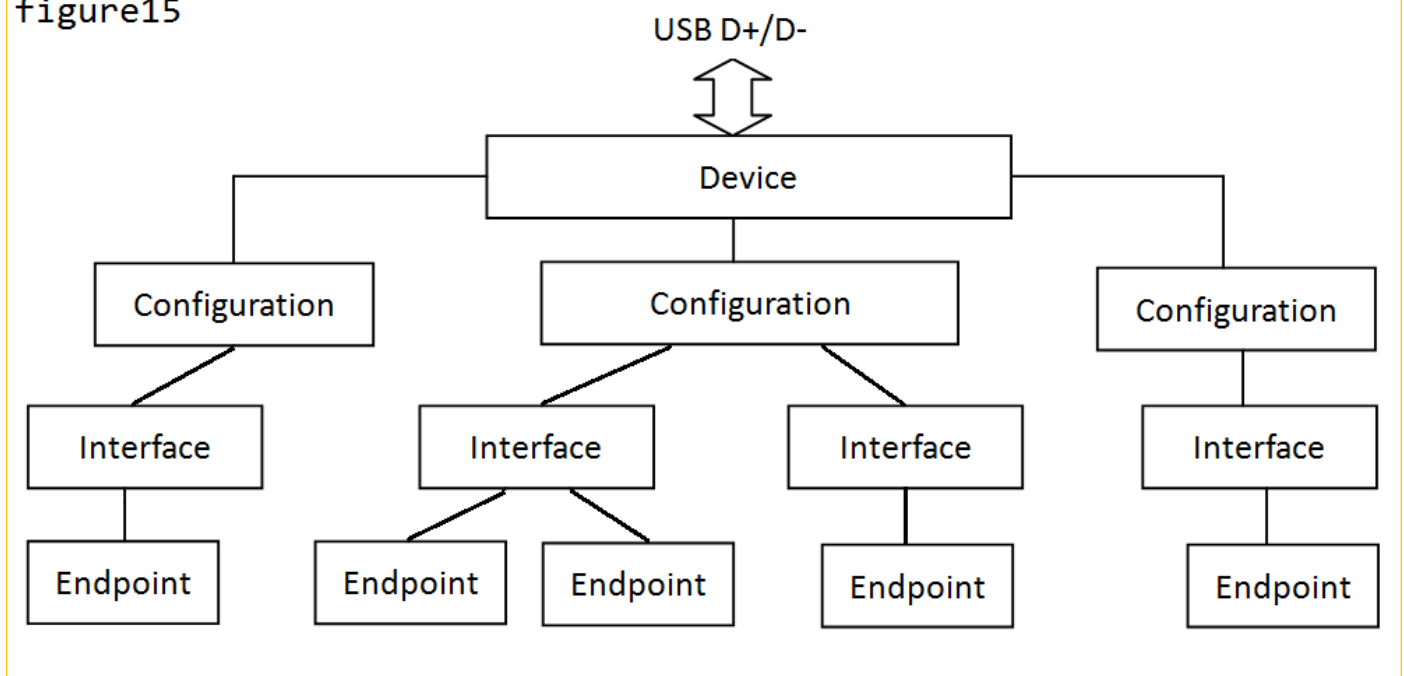 figure15
USB D+/D-
Device
Configuration
Configuration
Configuration
Interface
Interface
Interface
Interface
Endpoint
Endpoint
Endpoint
Endpoint
Endpoint